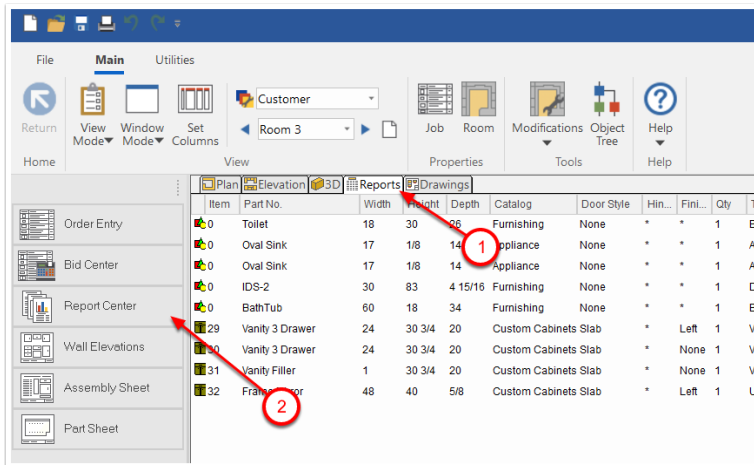 File Main Utilities
Return View Mode▼ Window Mode▼ Set Columns Customer Room 3 Job Room Modifications Object Tree Help
Home View Properties Tools Help
Plan Elevation 3D Reports Drawings
Item Part No. Width Height Depth Catalog Door Style Hin... Fini... Qty
Order Entry
Bid Center
Report Center
Wall Elevations
Assembly Sheet
Part Sheet
0 Toilet 18 30 26 Furnishing None * * 1
0 Oval Sink 17 1/8 14 Appliance None * * 1
0 Oval Sink 17 1/8 14 Appliance None * * 1
0 IDS-2 30 83 4 15/16 Furnishing None * * 1
0 BathTub 60 18 34 Furnishing None * * 1
29 Vanity 3 Drawer 24 30 3/4 20 Custom Cabinets Slab * Left 1
30 Vanity 3 Drawer 24 30 3/4 20 Custom Cabinets Slab * None 1
31 Vanity Filler 1 30 3/4 20 Custom Cabinets Slab * None 1
32 48 40 5/8 Custom Cabinets Slab * Left 1
1
2